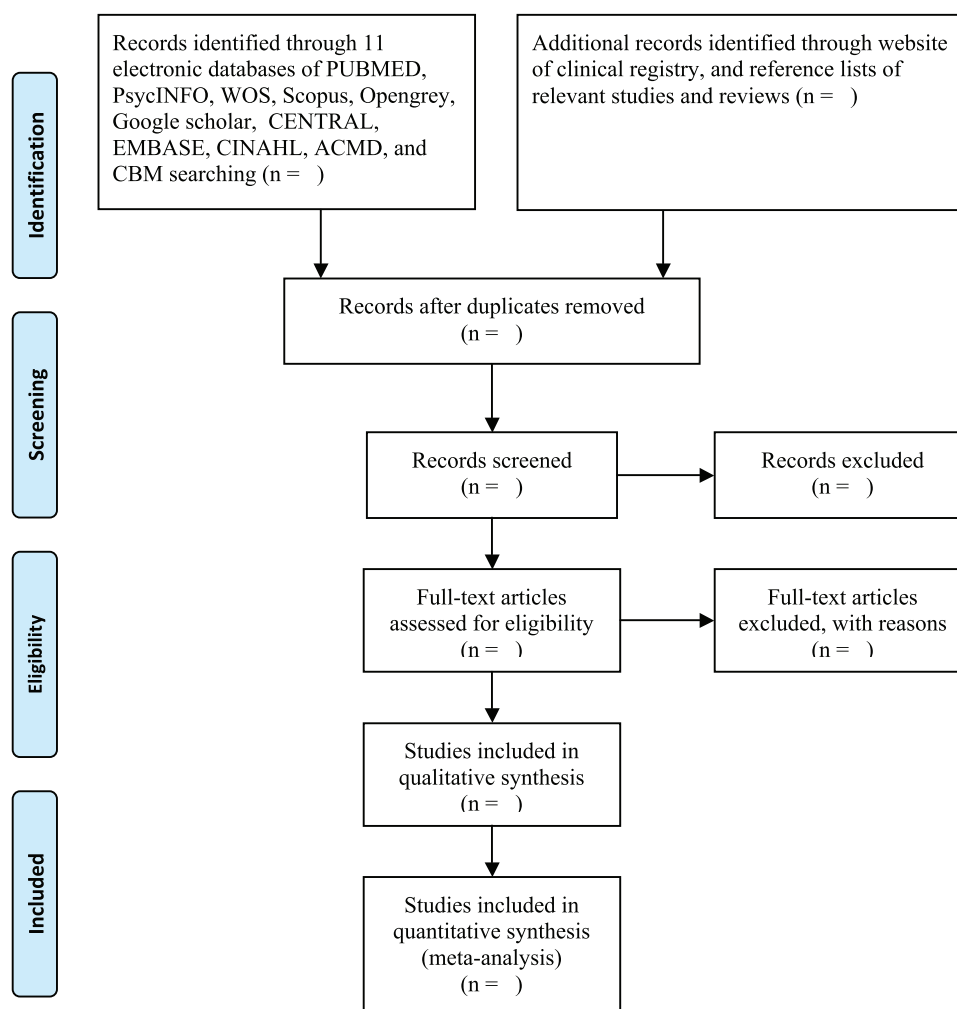 Records identified through 11
electronic databases of PUBMED,
PsycINFO, WOS, Scopus, Opengrey,
Google scholar, CENTRAL,
EMBASE, CINAHL, ACMD, and
CBM searching (n = )
Additional records identified through website
of clinical registry, and reference lists of
relevant studies and reviews (n = )
Identification
Records after duplicates removed
(n = )
Screening
Records screened
(n = )
Records excluded
(n = )
Eligibility
Full-text articles
assessed for eligibility
(n = )
Full-text articles
excluded, with reasons
(n = )
Studies included in
qualitative synthesis
(n = )
Included
Studies included in
quantitative synthesis
(meta-analysis)
(n = )